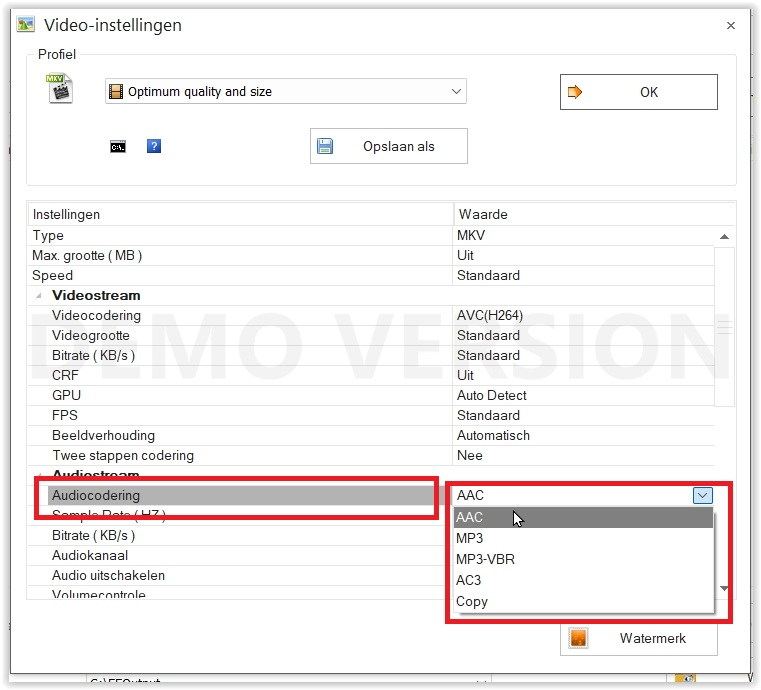 Video-instellingen
Profiel
MKV
Optimum quality and size
OK
C:\.
?
Opslaan als
Instellingen Waarde
Type MKV
Max. grootte ( MB ) Uit
Speed Standaard
Videostream
Videocodering AVC(H264)
Videogrootte Standaard
DEMO VERSION
Bitrate ( KB/s ) Standaard
CRF Uit
GPU Auto Detect
FPS Standaard
Beeldverhouding Automatisch
Twee stappen codering Nee
Audiostream
Audiocodering AAC
Sample Rate ( HZ ) AAC
Bitrate ( KB/s ) MP3
Audiokanaal MP3-VBR
Audio uitschakelen AC3
Volumecontrole Copy
Watermerk